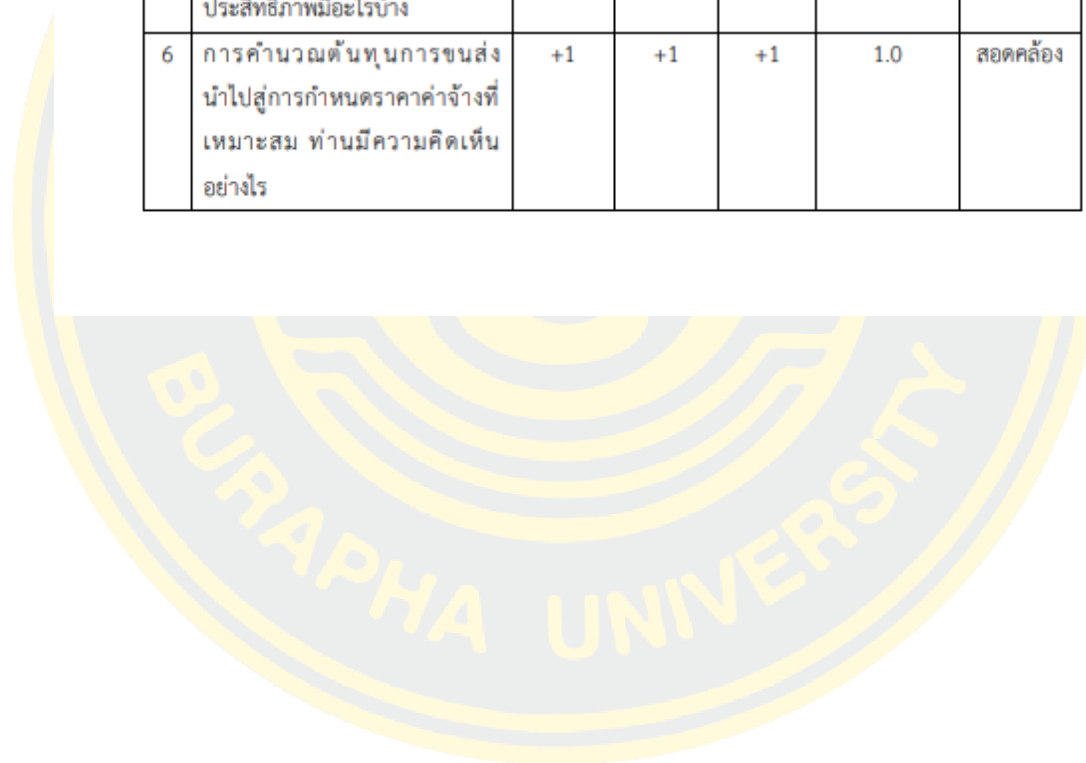 ประสิทธิภาพมีอะไรบ้าง
6 การคำนวณต้นทุนการขนส่ง +1 +1 +1 1.0 สอดคล้อง
นำไปสู่การกำหนดราคาค่าจ้างที่
เหมาะสม ท่านมีความคิดเห็น
อย่างไร
BURAPHA UNIVERSITY